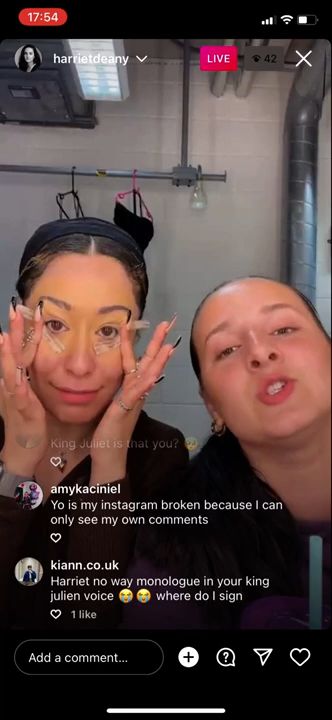 17:54
harrietdeany
LIVE
42
King Juliet is that you? 🥺
amykaciniel
Yo is my instagram broken because I can
only see my own comments
kiann.co.uk
Harriet no way monologue in your king
julien voice 😭😭 where do I sign
1 like
Add a comment...